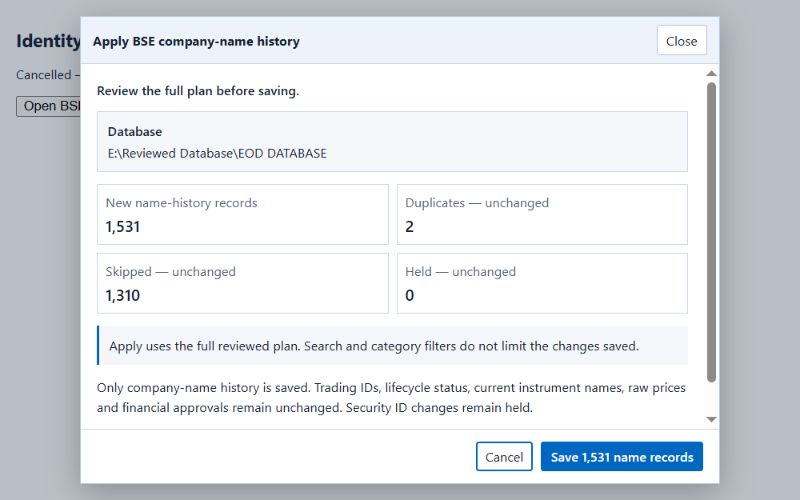 Identity
Cancelled –
Open BSE
Apply BSE company-name history
Close
Review the full plan before saving.
Database
E:\Reviewed Database\EOD DATABASE
New name-history records
1,531
Duplicates — unchanged
2
Skipped — unchanged
1,310
Held — unchanged
0
Apply uses the full reviewed plan. Search and category filters do not limit the changes saved.
Only company-name history is saved. Trading IDs, lifecycle status, current instrument names, raw prices
and financial approvals remain unchanged. Security ID changes remain held.
Cancel
Save 1,531 name records